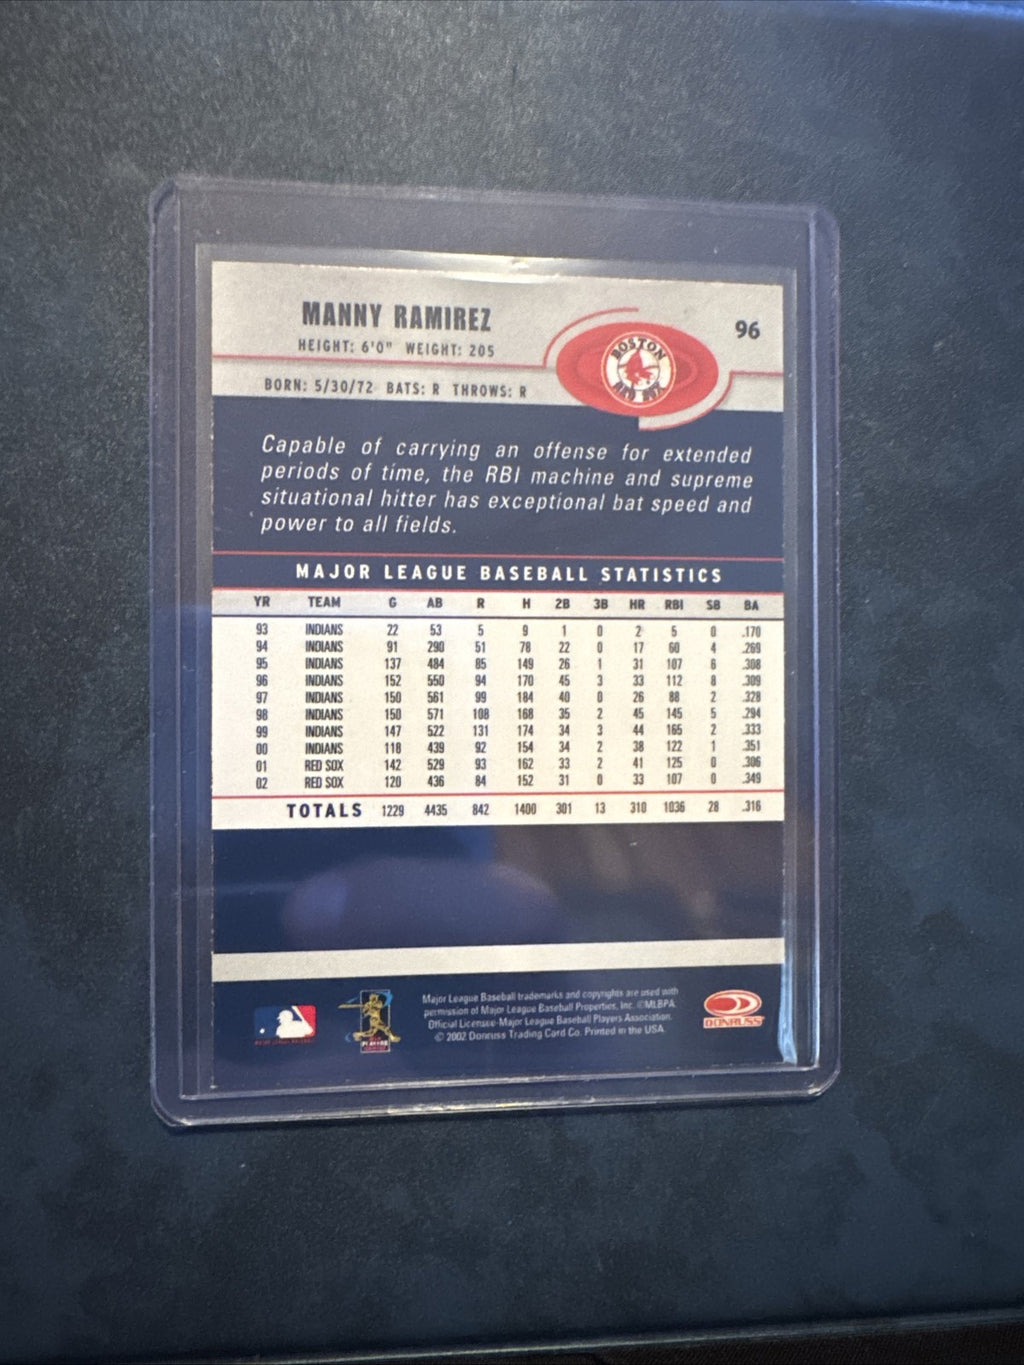 MANNY RAMIREZ
96
HEIGHT: 6'0" WEIGHT: 205
BORN: 5/30/72 BATS: R THROWS: R
BOSTON
RED SOX
Capable of carrying an offense for extended
periods of time, the RBI machine and supreme
situational hitter has exceptional bat speed and
power to all fields.
MAJOR LEAGUE BASEBALL STATISTICS
YR TEAM G AB R H 2B 3B HR RBI SB BA
93 INDIANS 22 53 5 9 1 0 2 5 0 .170
94 INDIANS 91 290 51 78 22 0 17 60 4 .269
95 INDIANS 137 484 85 149 26 1 31 107 6 .308
96 INDIANS 152 550 94 170 45 3 33 112 8 .309
97 INDIANS 150 561 99 184 40 0 26 88 2 .328
98 INDIANS 150 571 108 168 35 2 45 145 5 .294
99 INDIANS 147 522 131 174 34 3 44 165 2 .333
00 INDIANS 118 439 92 154 34 2 38 122 1 .351
01 RED SOX 142 529 93 162 33 2 41 125 0 .306
02 RED SOX 120 436 84 152 31 0 33 107 0 .349
TOTALS 1229 4435 842 1400 301 13 310 1036 28 .316
Major League Baseball trademarks and copyrights are used with
permission of Major League Baseball Properties, Inc. ©MLBPA
Official Licensee-Major League Baseball Players Association.
© 2002 Donruss Trading Card Co. Printed in the USA.
DONRUSS